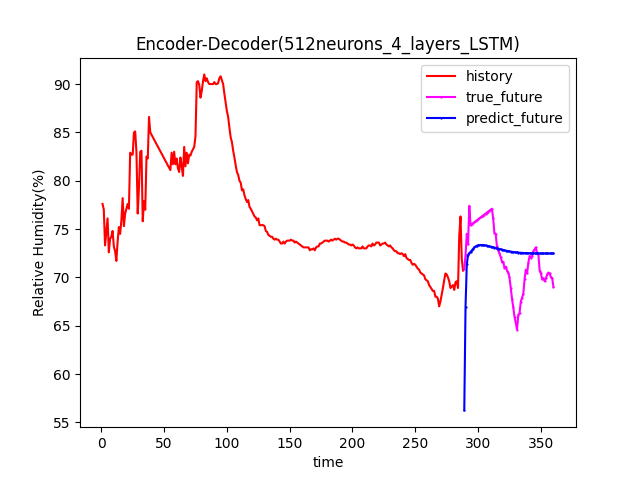 Encoder-Decoder(512neurons_4_layers_LSTM)
history
true_future
predict_future
Relative Humidity(%)
90
85
80
75
70
65
60
55
0 50 100 150 200 250 300 350
time